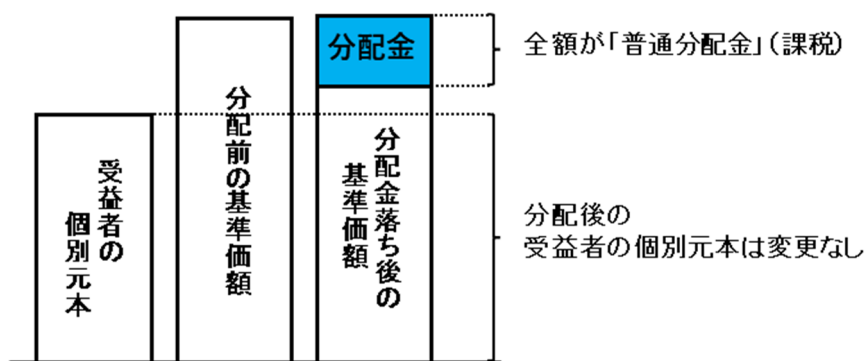 受益者の
個別元本
分配前の基準価額
分配金
分配金落ち後の
基準価額
全額が「普通分配金」（課税）
分配後の
受益者の個別元本は変更なし